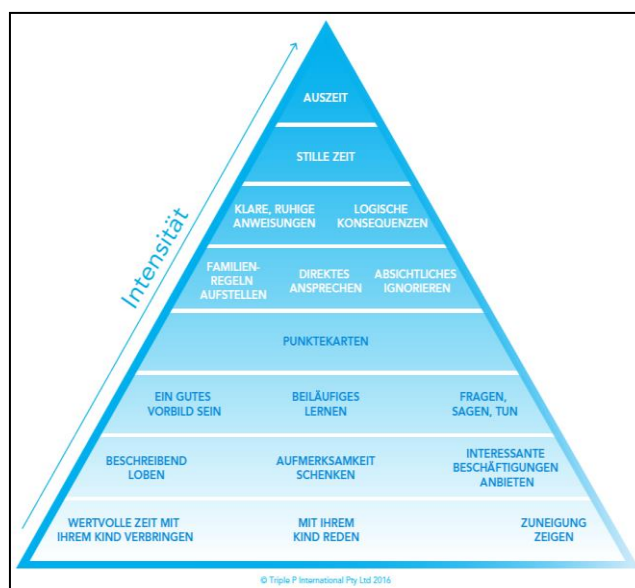 AUSZEIT
STILLE ZEIT
KLARE, RUHIGE
ANWEISUNGEN
LOGISCHE
KONSEQUENZEN
FAMILIEN-
REGELN
AUFSTELLEN
DIREKTES
ANSPRECHEN
ABSICHTLICHES
IGNORIEREN
PUNKTEKARTEN
EIN GUTES
VORBILD SEIN
BEILÄUFIGES
LERNEN
FRAGEN,
SAGEN, TUN
BESCHREIBEND
LOBEN
AUFMERKSAMKEIT
SCHENKEN
INTERESSANTE
BESCHÄFTIGUNGEN
ANBIETEN
WERTVOLLE ZEIT MIT
IHREM KIND VERBRINGEN
MIT IHREM
KIND REDEN
ZUNEIGUNG
ZEIGEN
Intensität
© Triple P International Pty Ltd 2016